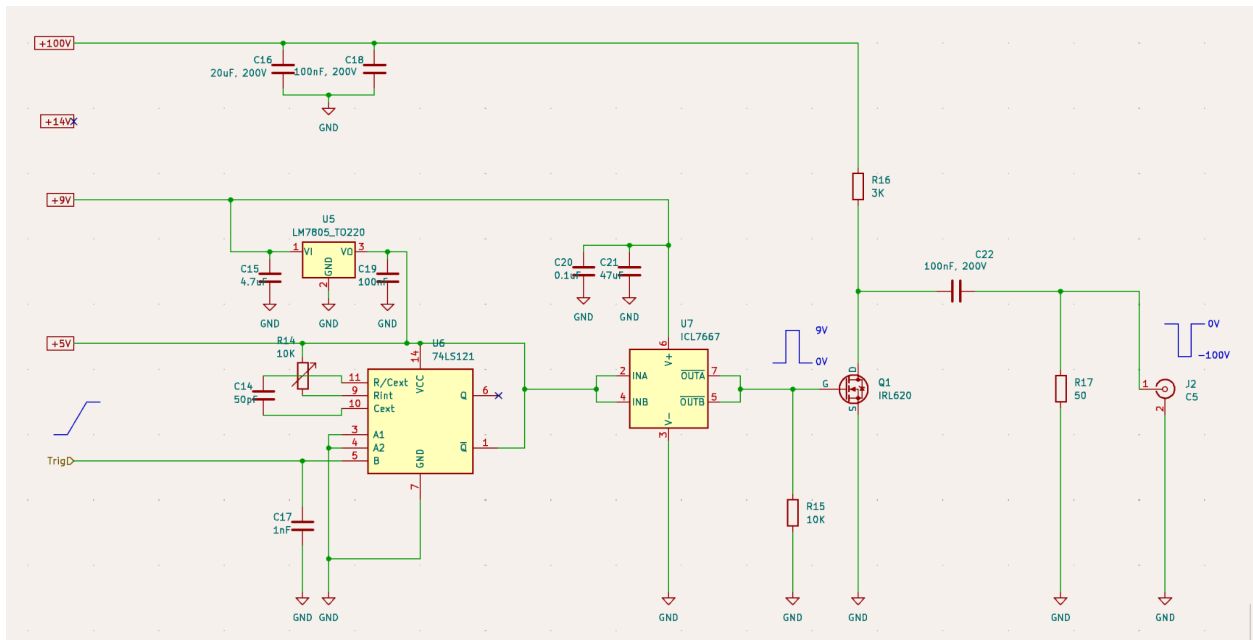 +100V
C16
20uF, 200V
C18
100nF, 200V
GND
+14V
R16
3K
+9V
U5
LM7805_TO220
1 VI VO 3
GND
2
C15
4.7uF
C19
100nF
GND GND GND
C20
0.1uF
C21
47uF
GND GND
C22
100nF, 200V
+5V
R14
10K
U6
74LS121
14
VCC
11 R/Cext
9 Rint
10 Cext
Q 6
C14
50pF
3 A1
4 A2
5 B
Q 1
GND
7
TrigD
C17
1nF
GND GND
U7
ICL7667
6
V+
2 INA OUTA 7
4 INB OUTB 5
V-
3
GND
9V
0V
D
G
S
Q1
IRL620
R15
10K
GND
GND
R17
50
GND
0V
-100V
1
2
J2
C5
GND